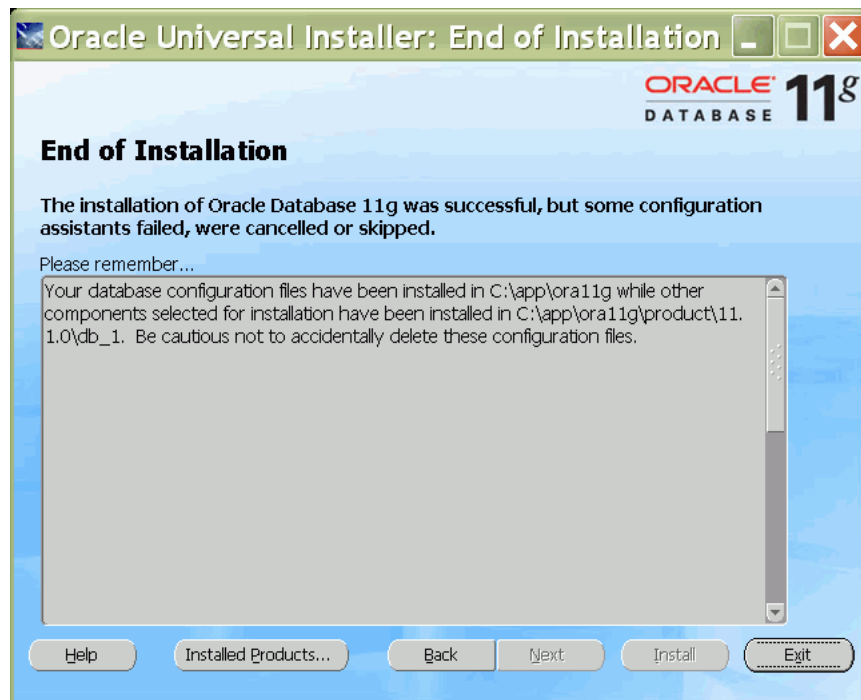 Oracle Universal Installer: End of Installation
ORACLE
DATABASE
11g
End of Installation
The installation of Oracle Database 11g was successful, but some configuration
assistants failed, were cancelled or skipped.
Please remember...
Your database configuration files have been installed in C:\app\ora11g while other
components selected for installation have been installed in C:\app\ora11g\product\11.
1.0\db_1.  Be cautious not to accidentally delete these configuration files.
Help
Installed Products...
Back
Next
Install
Exit